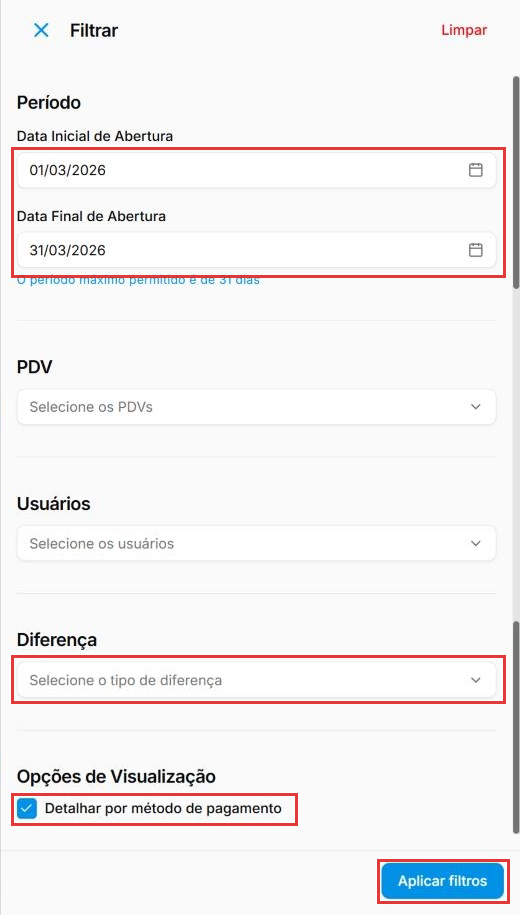 Filtrar
Limpar
Período
Data Inicial de Abertura
01/03/2026
Data Final de Abertura
31/03/2026
O período máximo permitido é de 31 dias
PDV
Selecione os PDVs
Usuários
Selecione os usuários
Diferença
Selecione o tipo de diferença
Opções de Visualização
Detalhar por método de pagamento
Aplicar filtros